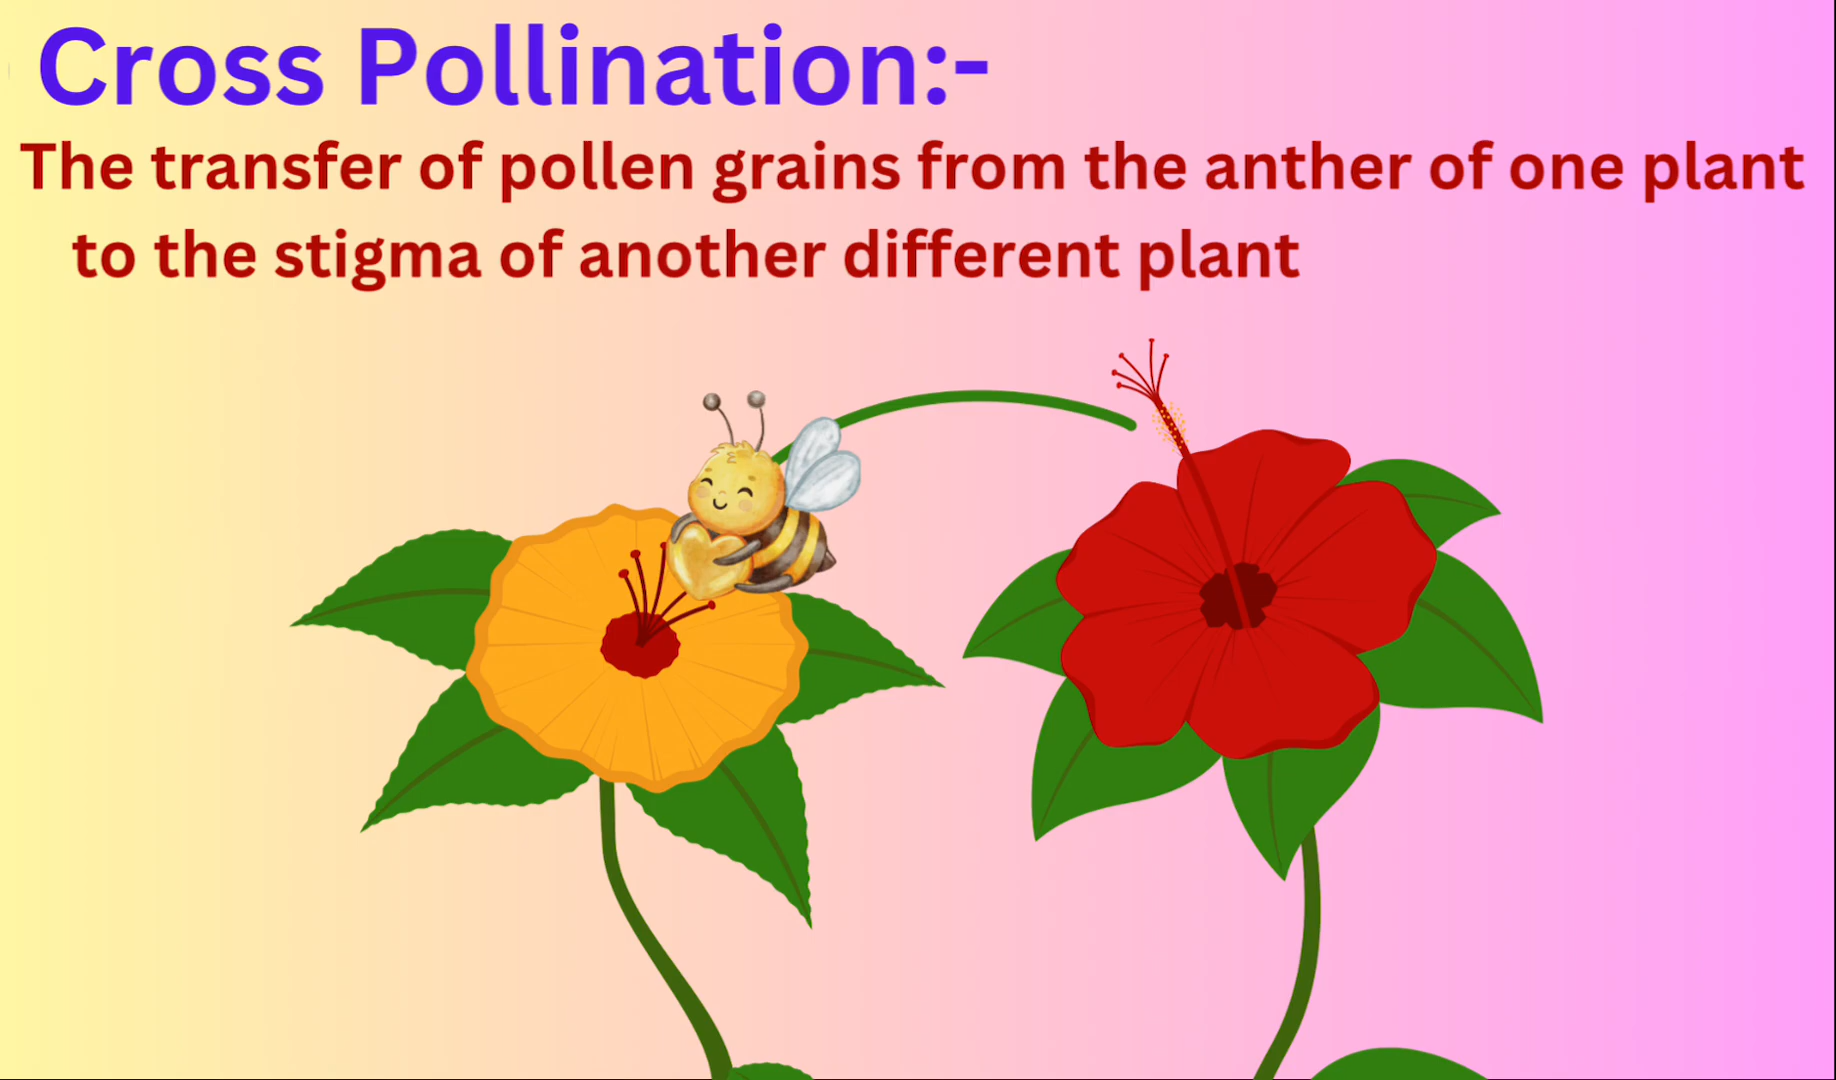 Cross Pollination:-
The transfer of pollen grains from the anther of one plant
to the stigma of another different plant